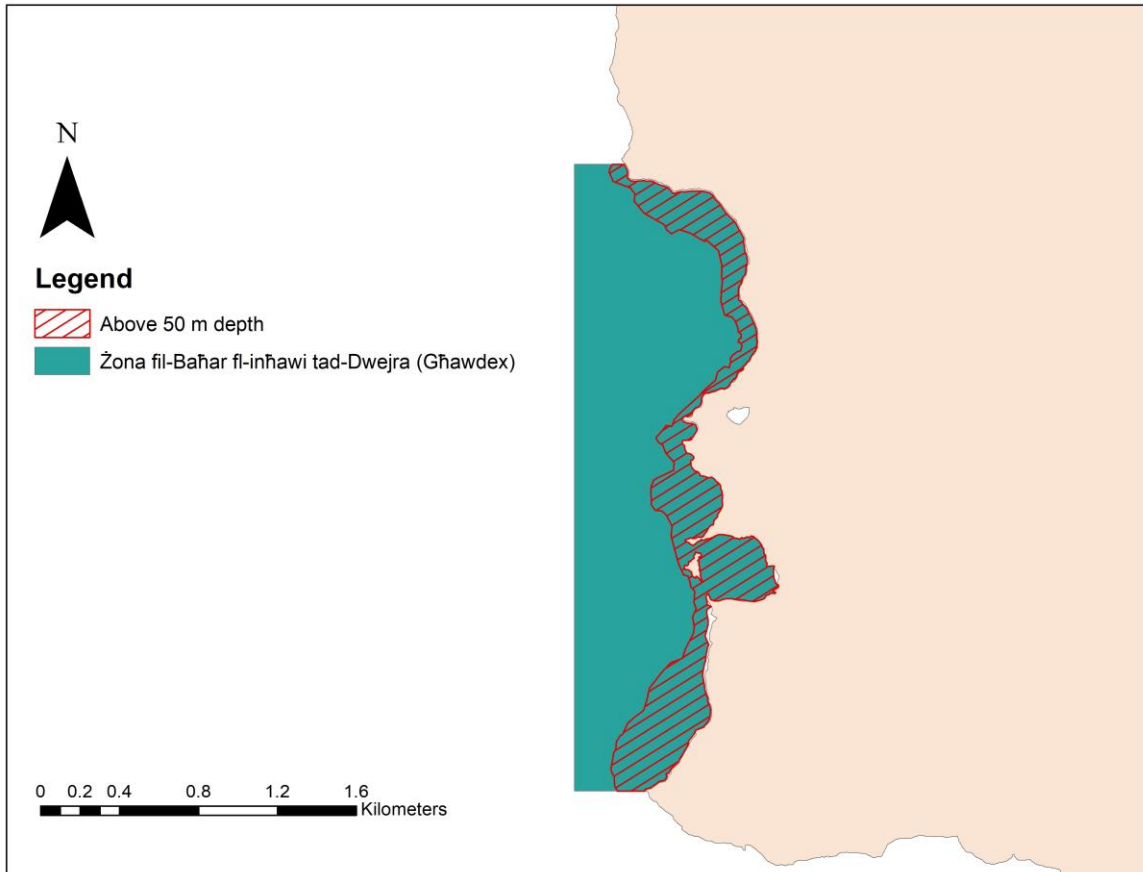 N
Legend
Above 50 m depth
Żona fil-Baħar fl-inħawi tad-Dwejra (Għawdex)
0 0.2 0.4 0.8 1.2 1.6
Kilometers